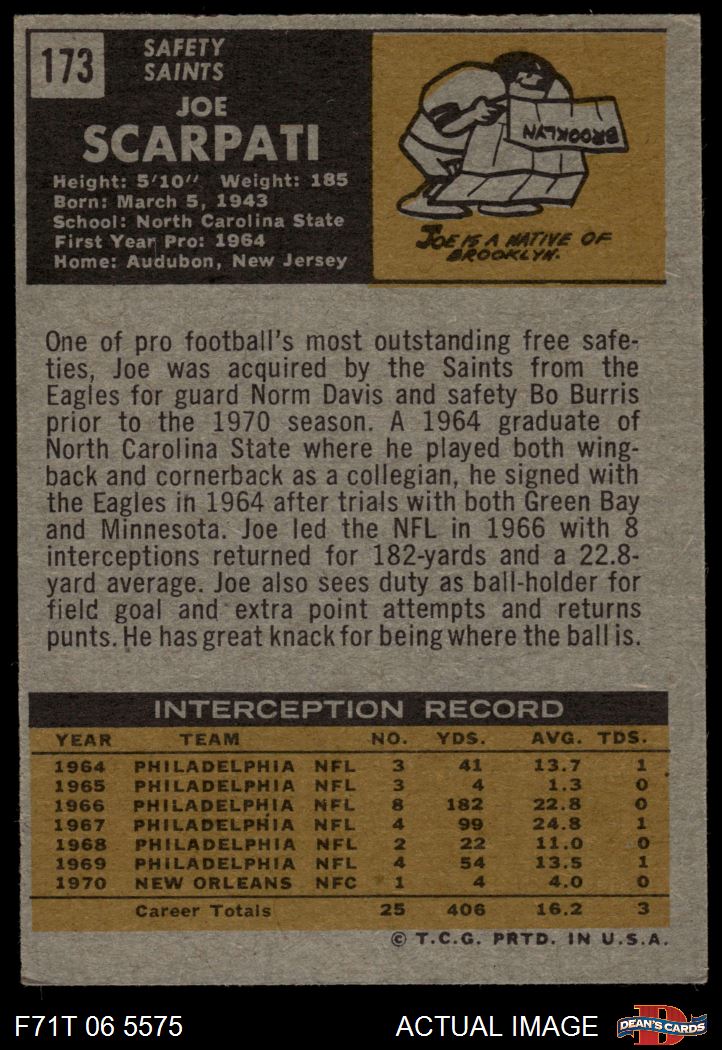 173
SAFETY
SAINTS
JOE
SCARPATI
Height: 5'10" Weight: 185
Born: March 5, 1943
School: North Carolina State
First Year Pro: 1964
Home: Audubon, New Jersey
BROOKLYN
JOE IS A NATIVE OF
BROOKLYN.
One of pro football's most outstanding free safe-
ties, Joe was acquired by the Saints from the
Eagles for guard Norm Davis and safety Bo Burris
prior to the 1970 season. A 1964 graduate of
North Carolina State where he played both wing-
back and cornerback as a collegian, he signed with
the Eagles in 1964 after trials with both Green Bay
and Minnesota. Joe led the NFL in 1966 with 8
interceptions returned for 182-yards and a 22.8-
yard average. Joe also sees duty as ball-holder for
field goal and extra point attempts and returns
punts. He has great knack for being where the ball is.
INTERCEPTION RECORD
YEAR TEAM NO. YDS. AVG. TDS.
1964 PHILADELPHIA NFL 3 41 13.7 1
1965 PHILADELPHIA NFL 3 4 1.3 0
1966 PHILADELPHIA NFL 8 182 22.8 0
1967 PHILADELPHIA NFL 4 99 24.8 1
1968 PHILADELPHIA NFL 2 22 11.0 0
1969 PHILADELPHIA NFL 4 54 13.5 1
1970 NEW ORLEANS NFC 1 4 4.0 0
Career Totals 25 406 16.2 3
© T.C.G. PRTD. IN U.S.A.
F71T 06 5575 ACTUAL IMAGE D DEAN'S CARDS